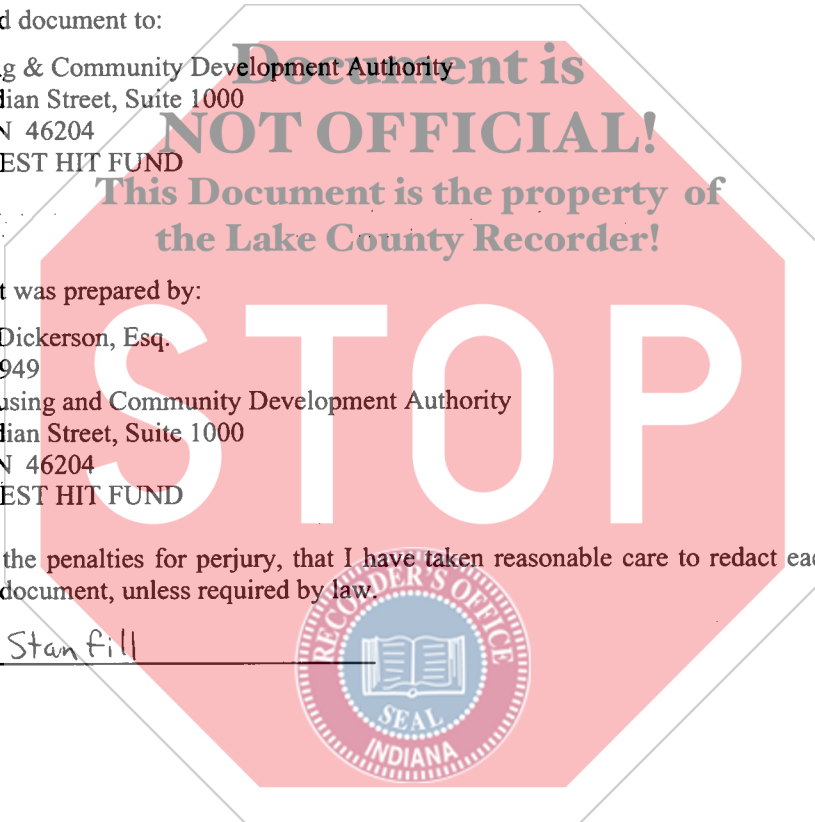 d document to:
g & Community Development Authority
dian Street, Suite 1000
N 46204
EST HIT FUND
Document is
NOT OFFICIAL!
This Document is the property of
the Lake County Recorder!
t was prepared by:
Dickerson, Esq.
949
using and Community Development Authority
dian Street, Suite 1000
N 46204
EST HIT FUND
STOP
the penalties for perjury, that I have taken reasonable care to redact eac
document, unless required by law.
Stanfill
RECORDER'S OFFICE
SEAL
INDIANA